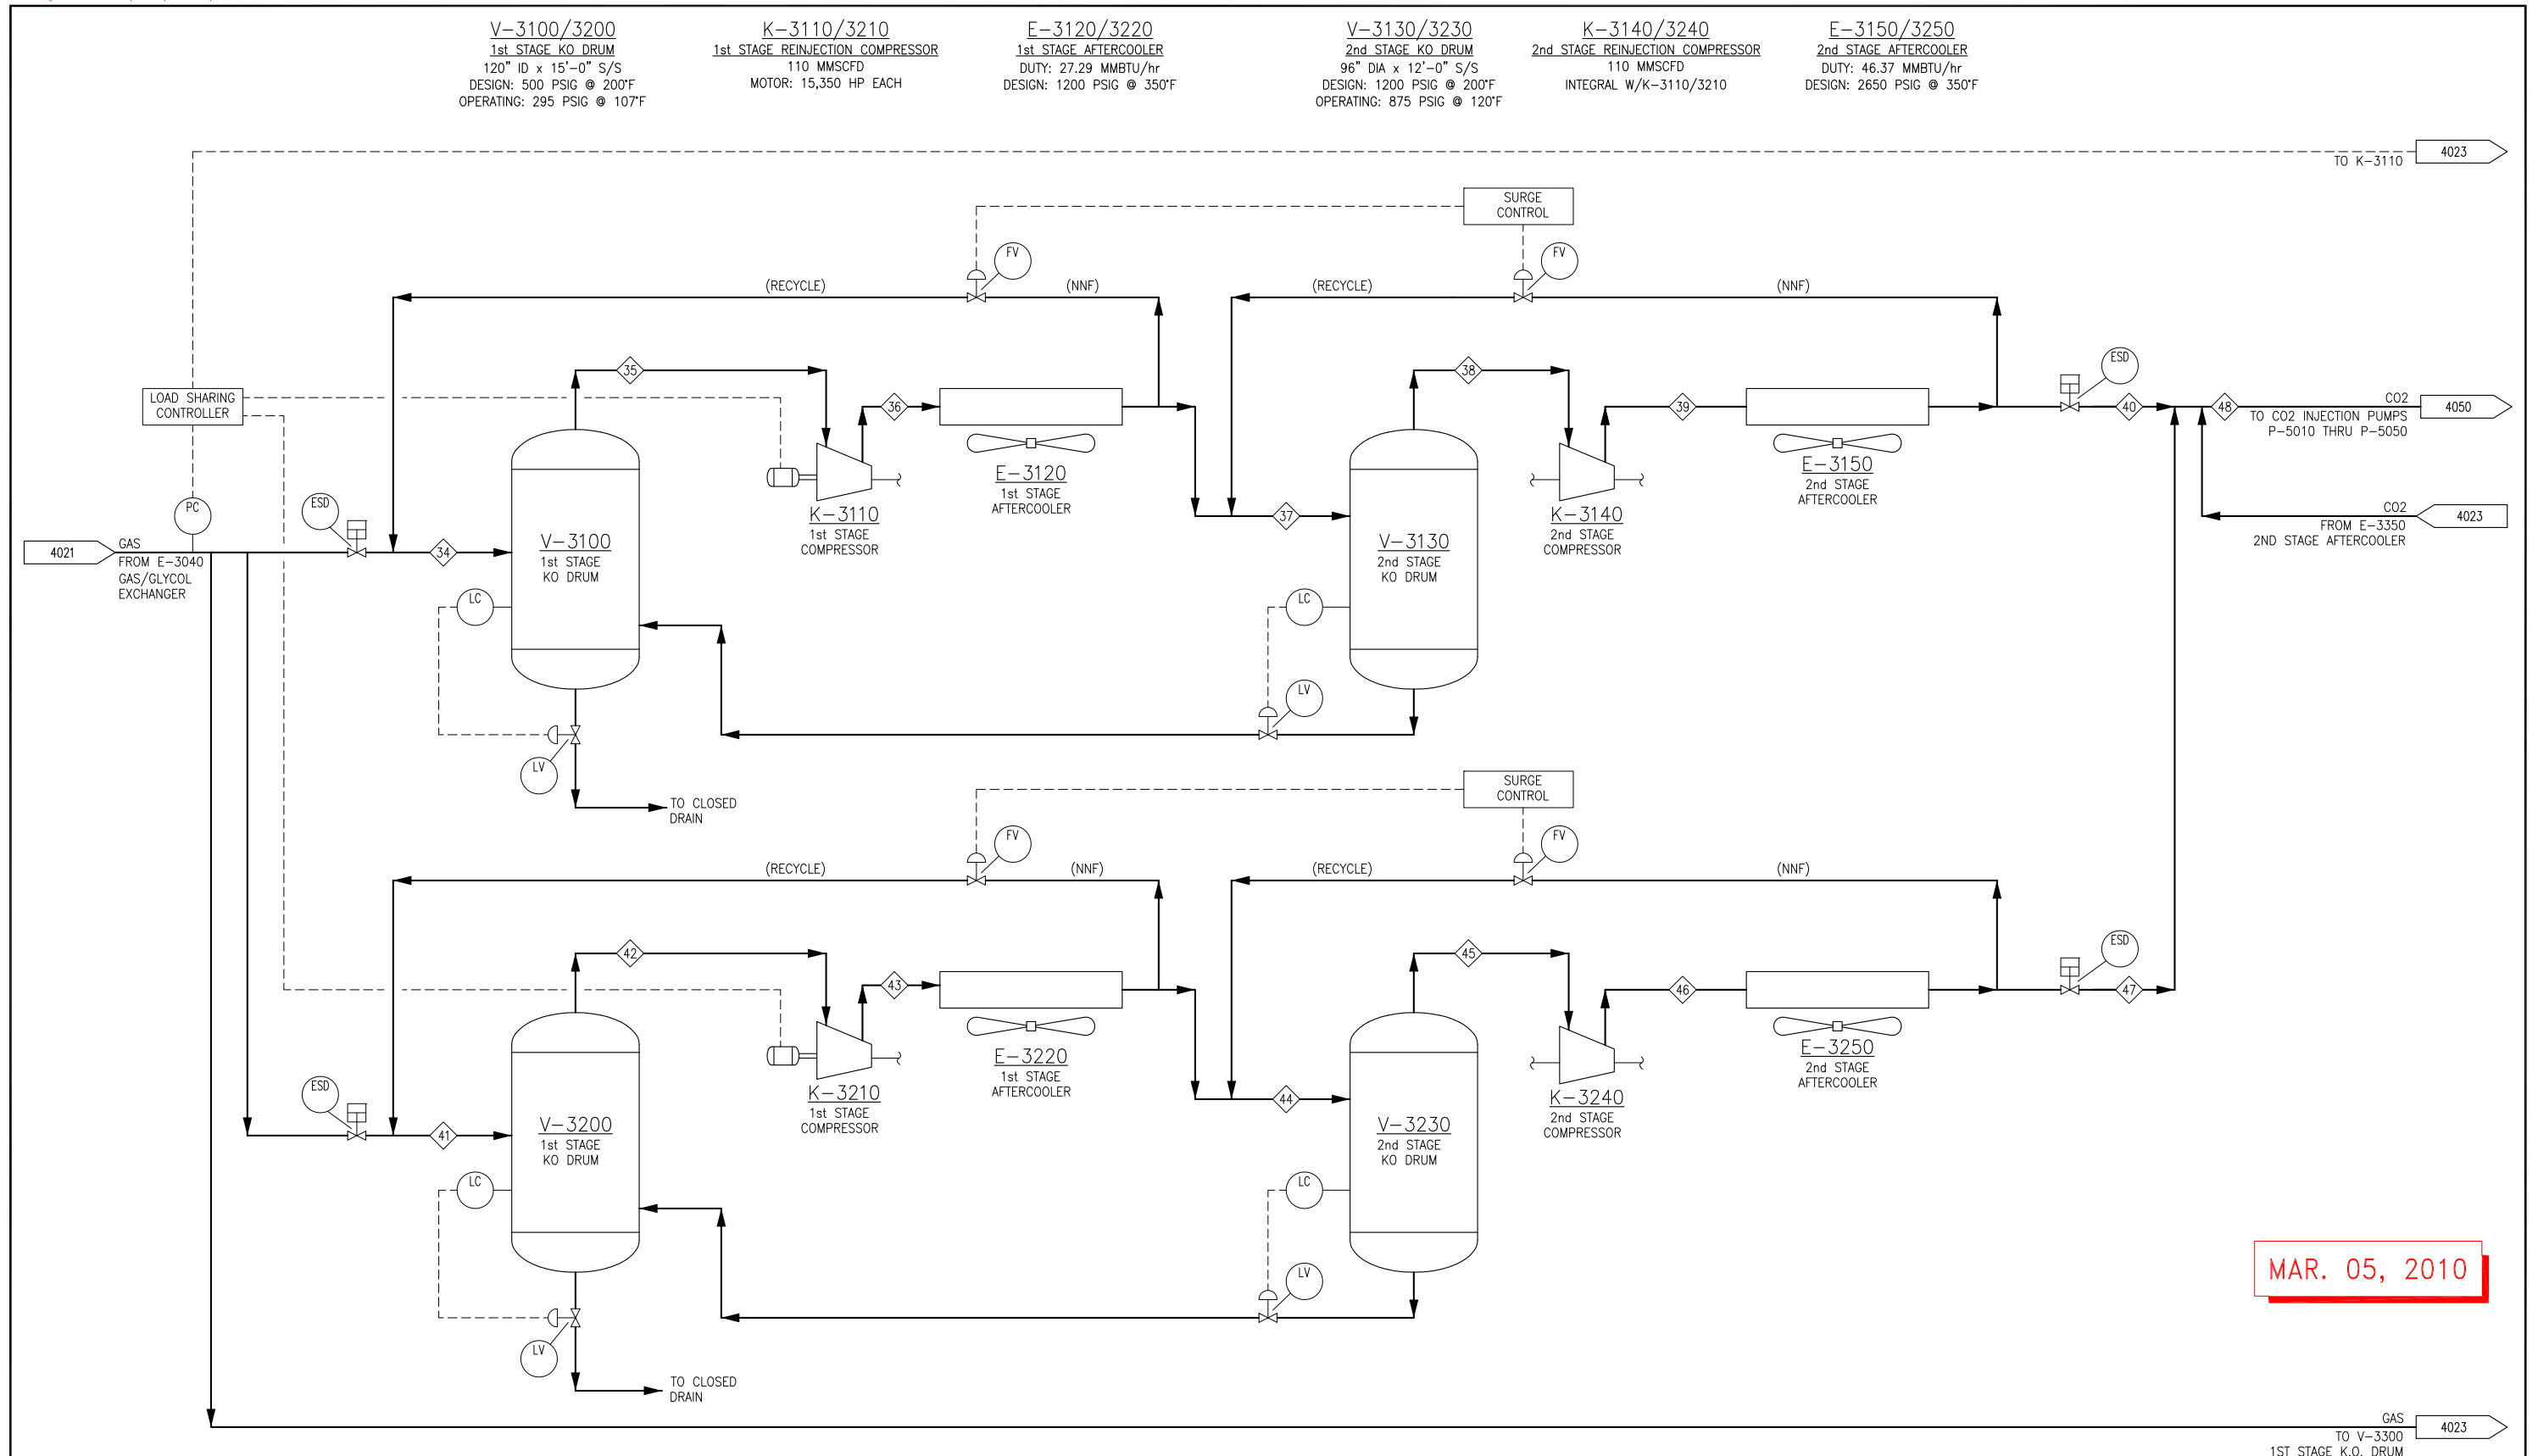 V-3100/3200
1st STAGE KO DRUM
120" ID x 15'-0" S/S
DESIGN: 500 PSIG @ 200°F
OPERATING: 295 PSIG @ 107°F
K-3110/3210
1st STAGE REINJECTION COMPRESSOR
110 MMSCFD
MOTOR: 15,350 HP EACH
E-3120/3220
1st STAGE AFTERCOOLER
DUTY: 27.29 MMBTU/hr
DESIGN: 1200 PSIG @ 350°F
V-3130/3230
2nd STAGE KO DRUM
96" DIA x 12'-0" S/S
DESIGN: 1200 PSIG @ 200°F
OPERATING: 875 PSIG @ 120°F
K-3140/3240
2nd STAGE REINJECTION COMPRESSOR
110 MMSCFD
INTEGRAL W/K-3110/3210
E-3150/3250
2nd STAGE AFTERCOOLER
DUTY: 46.37 MMBTU/hr
DESIGN: 2650 PSIG @ 350°F
TO K-3110
4023
SURGE
CONTROL
FV
FV
(RECYCLE)
(NNF)
(RECYCLE)
(NNF)
35
38
ESD
LOAD SHARING
CONTROLLER
36
39
40
48
CO2
4050
TO CO2 INJECTION PUMPS
P-5010 THRU P-5050
E-3120
1st STAGE
AFTERCOOLER
E-3150
2nd STAGE
AFTERCOOLER
PC
ESD
K-3110
1st STAGE
COMPRESSOR
37
K-3140
2nd STAGE
COMPRESSOR
CO2
4023
FROM E-3350
2ND STAGE AFTERCOOLER
4021
GAS
FROM E-3040
GAS/GLYCOL
EXCHANGER
34
V-3100
1st STAGE
KO DRUM
V-3130
2nd STAGE
KO DRUM
LC
LC
LV
LV
TO CLOSED
DRAIN
SURGE
CONTROL
FV
FV
(RECYCLE)
(NNF)
(RECYCLE)
(NNF)
42
45
ESD
43
46
47
E-3220
1st STAGE
AFTERCOOLER
E-3250
2nd STAGE
AFTERCOOLER
ESD
K-3210
1st STAGE
COMPRESSOR
44
K-3240
2nd STAGE
COMPRESSOR
41
V-3200
1st STAGE
KO DRUM
V-3230
2nd STAGE
KO DRUM
LC
LC
LV
LV
MAR. 05, 2010
TO CLOSED
DRAIN
GAS
4023
TO V-3300
1ST STAGE K.O. DRUM